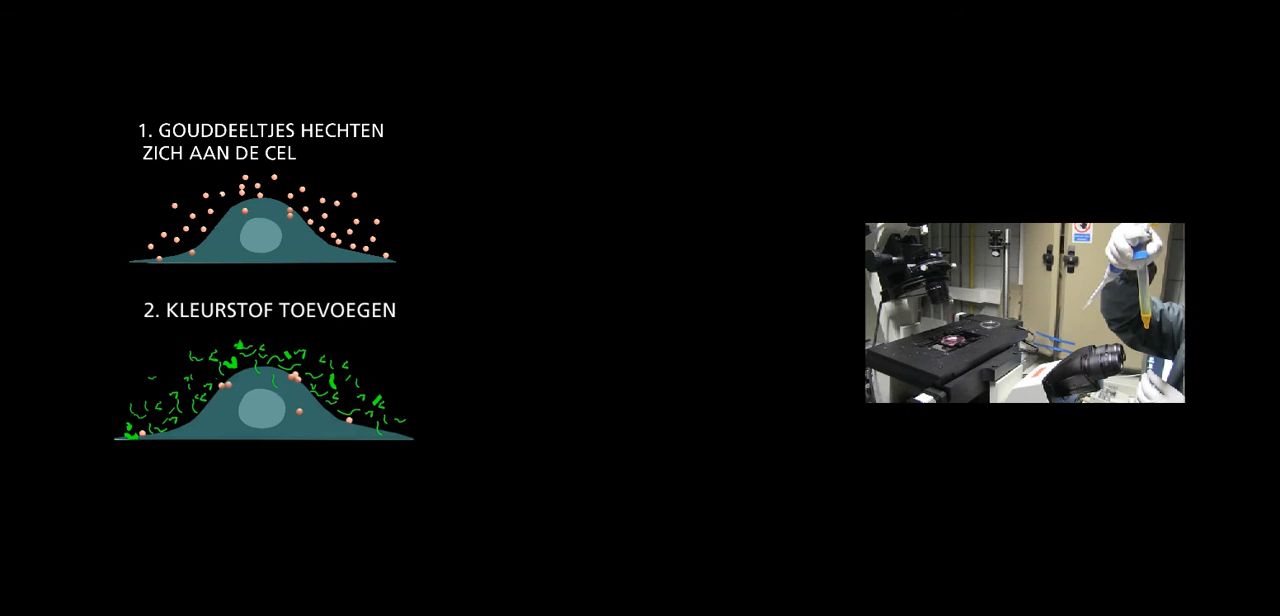 1. GOUDDEELTJES HECHTEN
ZICH AAN DE CEL
2. KLEURSTOF TOEVOEGEN